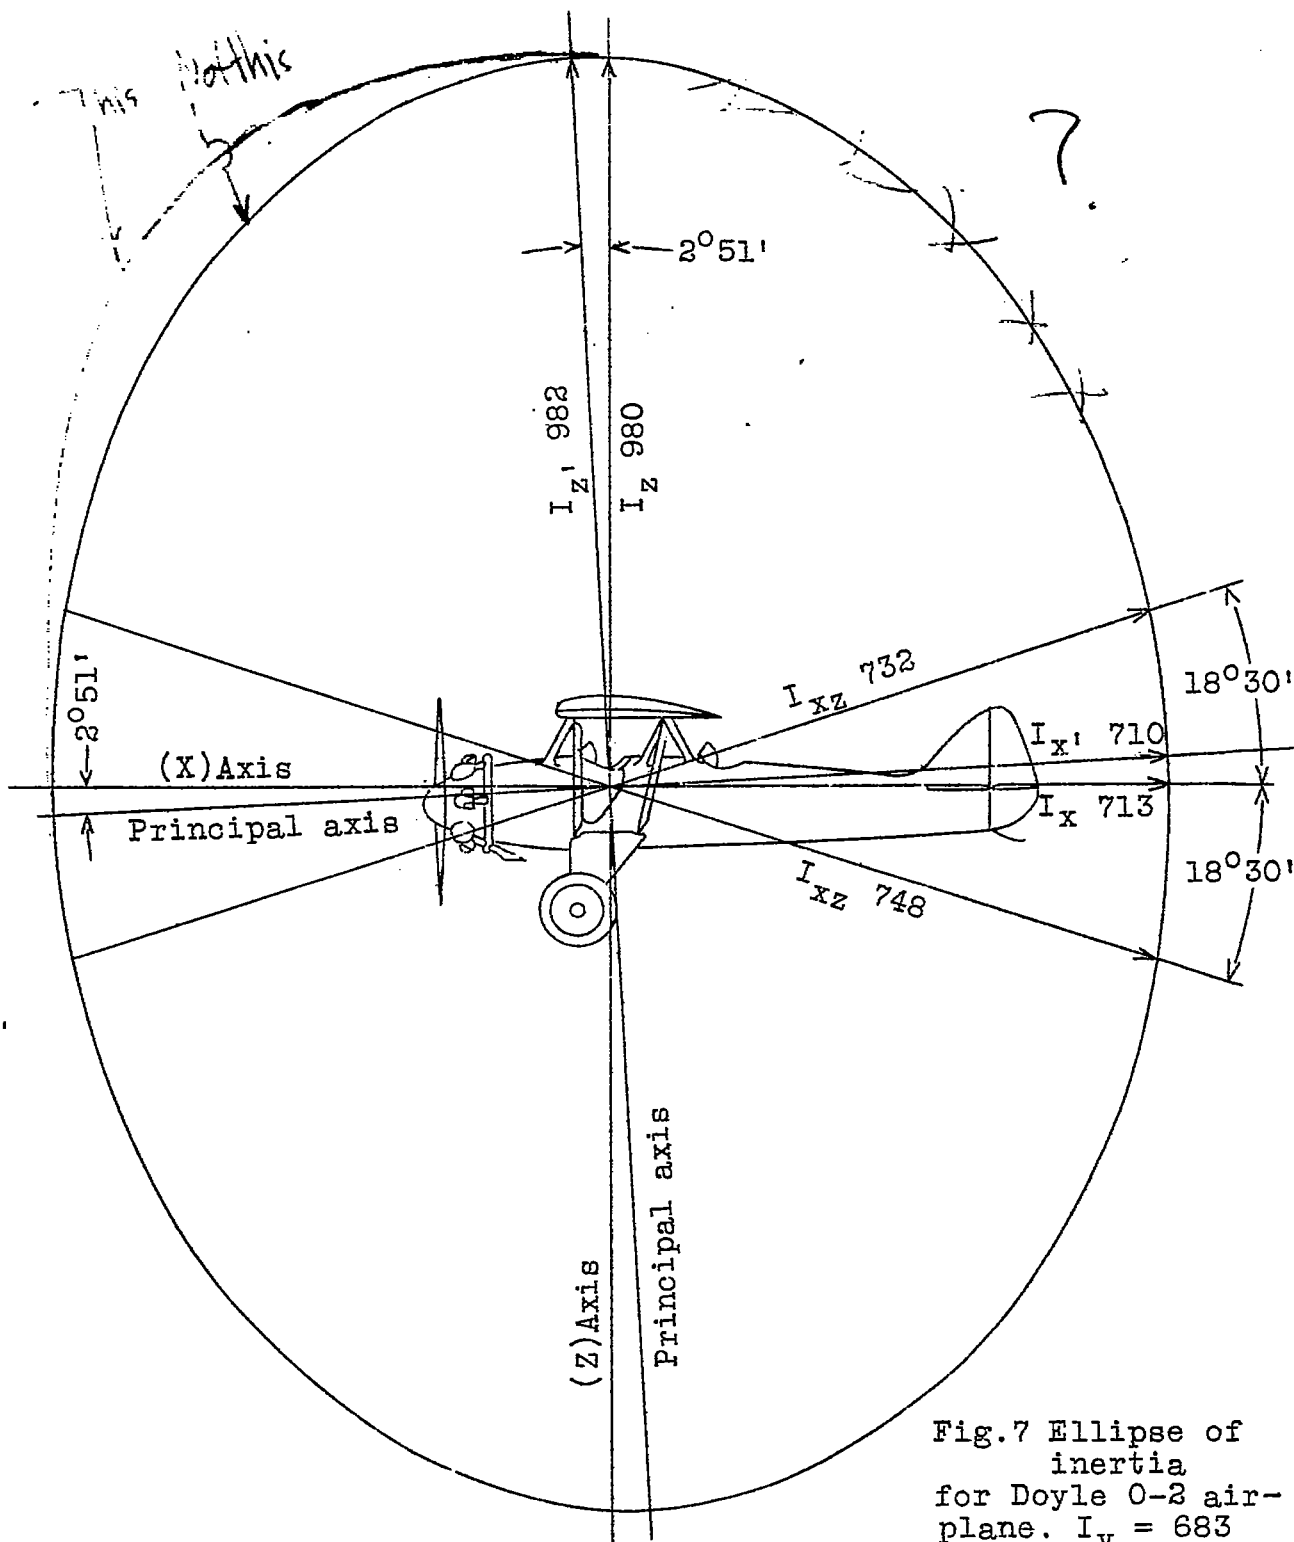 This
Not this
?
2°51'
I_z' 982
I_z 980
I_xz 732
18°30'
2°51'
I_x' 710
(X)Axis
I_x 713
Principal axis
I_xz 748
18°30'
(Z)Axis
Principal axis
Fig.7 Ellipse of
inertia
for Doyle O-2 air-
plane. I_y = 683